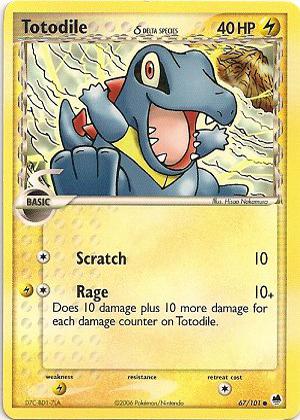 Totodile δ DELTA SPECIES 40 HP
Illus. Hisao Nakamura
BASIC
Scratch 10
Rage 10+
Does 10 damage plus 10 more damage for
each damage counter on Totodile.
weakness resistance retreat cost
©2006 Pokémon/Nintendo 67/101